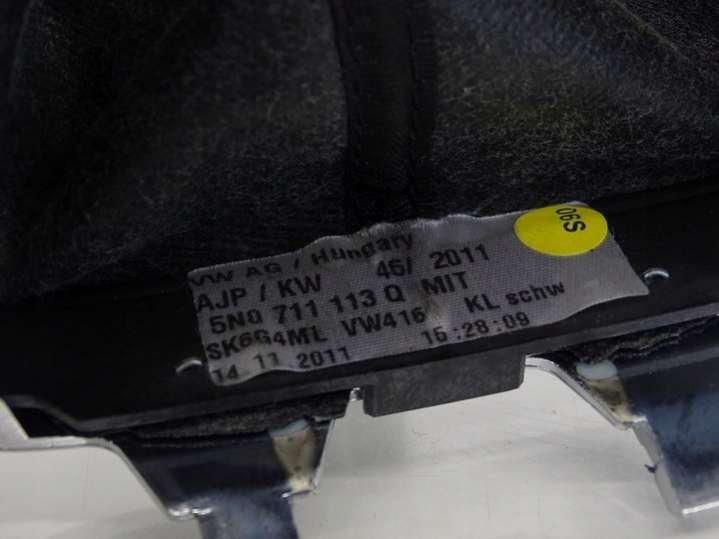 VW AG / Hungary
AJP / KW 46/ 2011
5N0 711 113 Q MIT
SK6G4ML VW416 KL schw
14 11 2011 15:28:09
06S